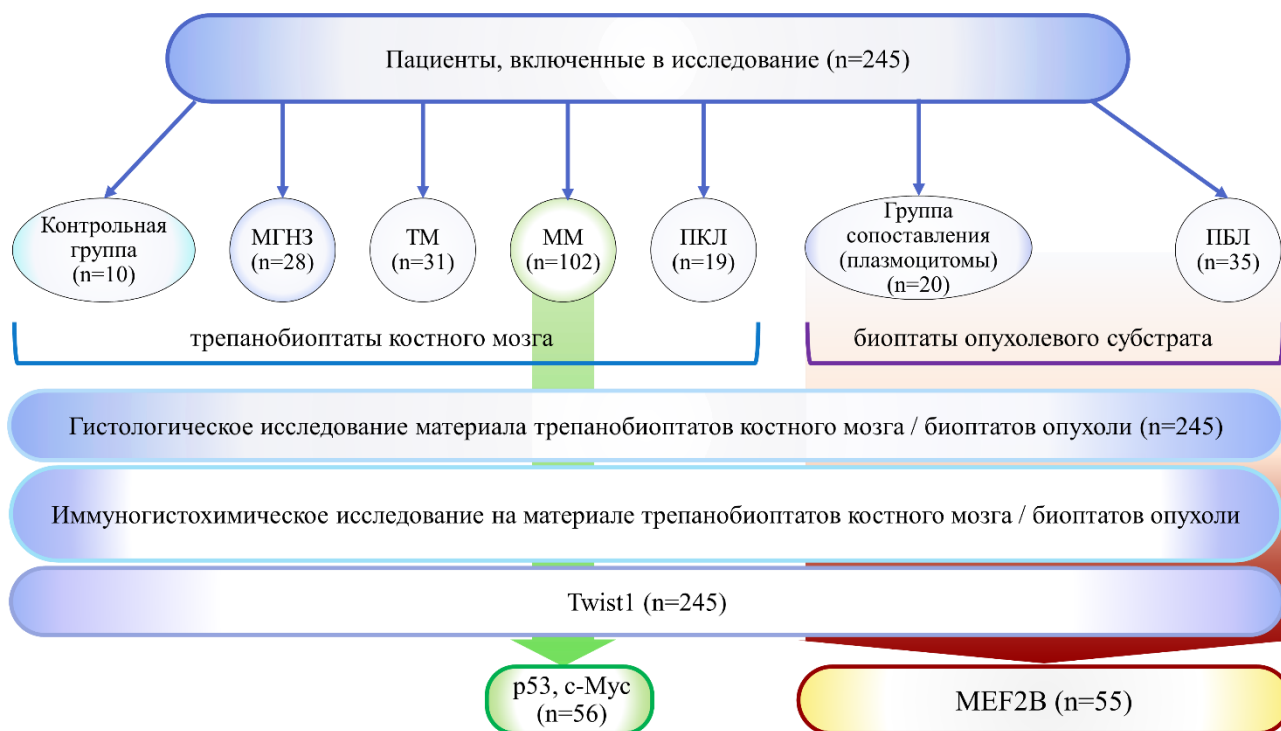 Пациенты, включенные в исследование (n=245)
Контрольная
группа
(n=10)
МГНЗ
(n=28)
ТМ
(n=31)
ММ
(n=102)
ПКЛ
(n=19)
Группа
сопоставления
(плазмоцитомы)
(n=20)
ПБЛ
(n=35)
трепанобиоптаты костного мозга
биоптаты опухолевого субстрата
Гистологическое исследование материала трепанобиоптатов костного мозга / биоптатов опухоли (n=245)
Иммуногистохимическое исследование на материале трепанобиоптатов костного мозга / биоптатов опухоли
Twist1 (n=245)
p53, c-Myc
(n=56)
MEF2B (n=55)